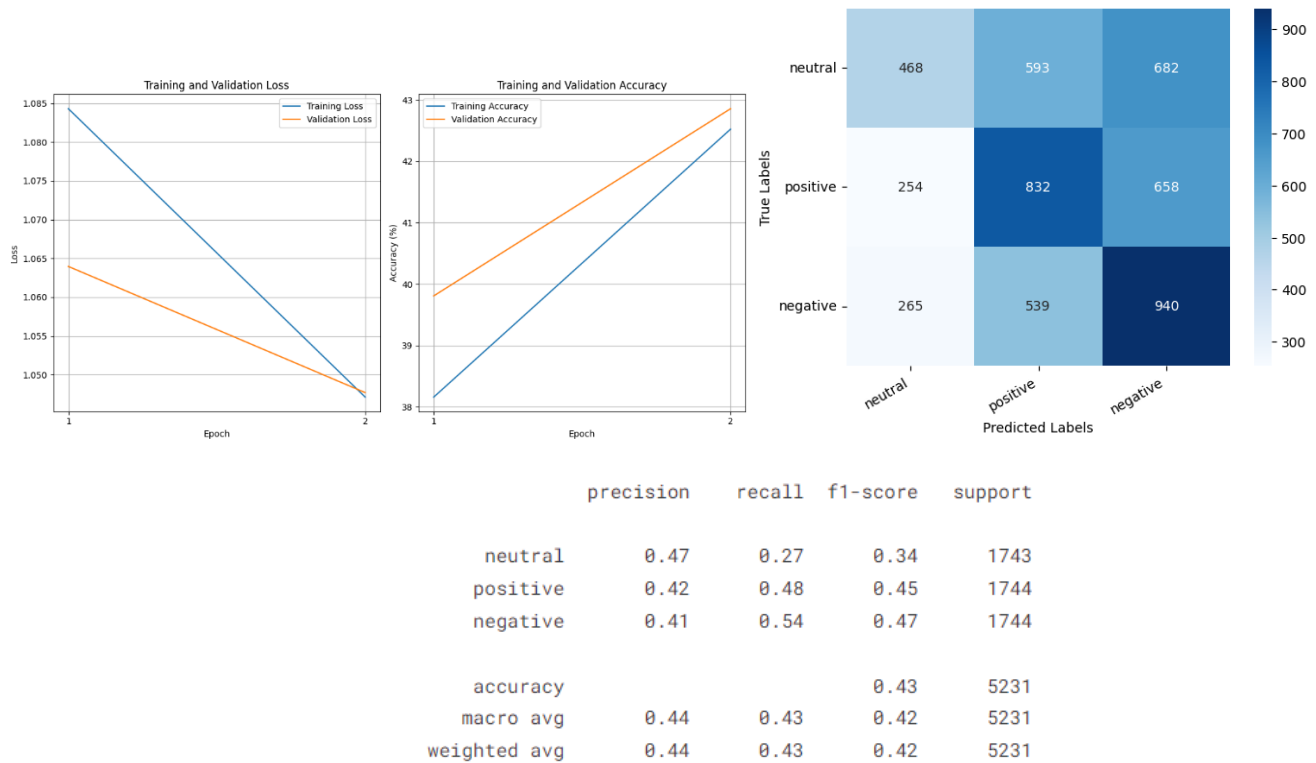 Training and Validation Loss
1.085
1.080
1.075
1.070
1.065
1.060
1.055
1.050
Loss
Training Loss
Validation Loss
1
2
Epoch
Training and Validation Accuracy
43
42
41
40
39
38
Accuracy (%)
Training Accuracy
Validation Accuracy
1
2
Epoch
True Labels
neutral
468 593 682
positive
254 832 658
negative
265 539 940
neutral positive negative
Predicted Labels
900
800
700
600
500
400
300
precision recall f1-score support
neutral 0.47 0.27 0.34 1743
positive 0.42 0.48 0.45 1744
negative 0.41 0.54 0.47 1744
accuracy 0.43 5231
macro avg 0.44 0.43 0.42 5231
weighted avg 0.44 0.43 0.42 5231